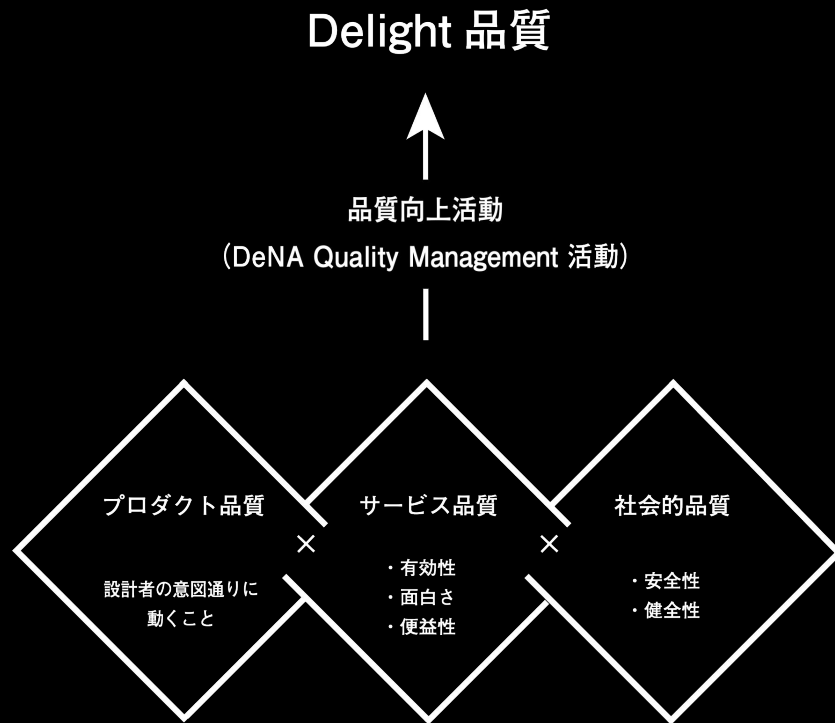 Delight 品質
品質向上活動
（DeNA Quality Management 活動）
プロダクト品質
設計者の意図通りに
動くこと
×
サービス品質
・有効性
・面白さ
・便益性
×
社会的品質
・安全性
・健全性